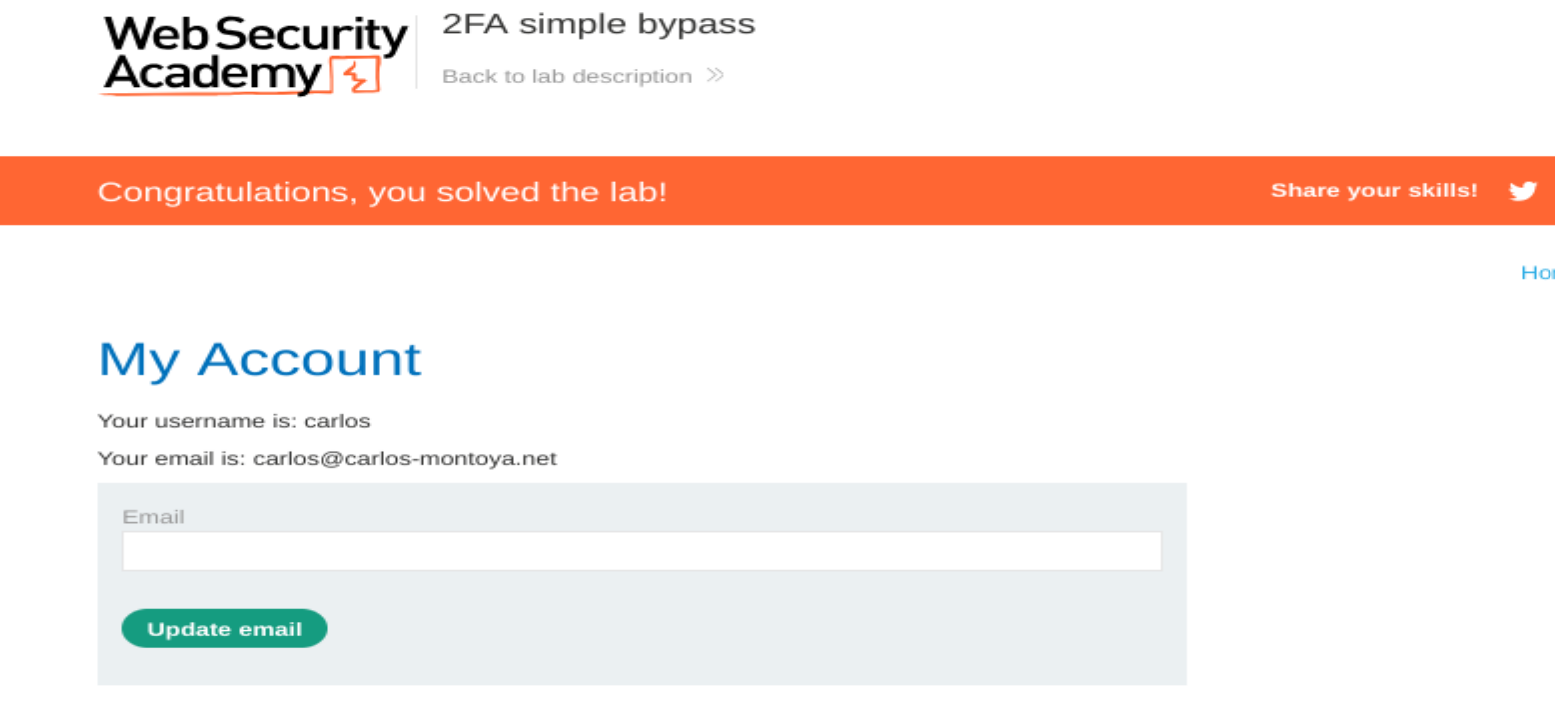 Web Security
Academy
2FA simple bypass
Back to lab description
Congratulations, you solved the lab!
Share your skills!
My Account
Your username is: carlos
Your email is: carlos@carlos-montoya.net
Email
Update email